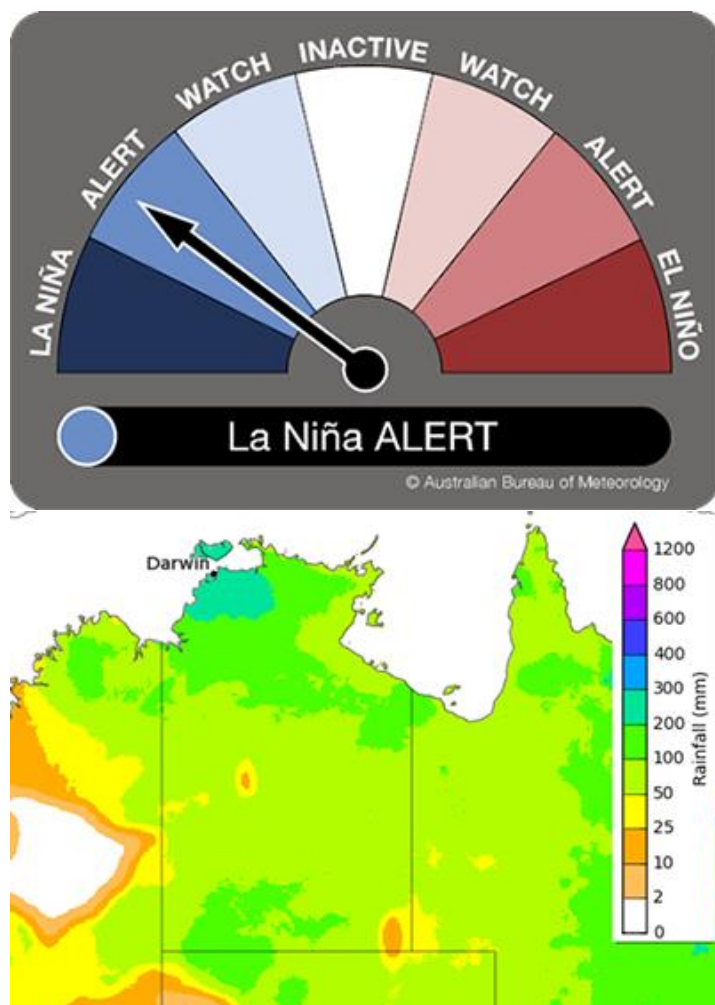 LA NIÑA
ALERT
WATCH
INACTIVE
WATCH
ALERT
EL NIÑO
La Niña ALERT
© Australian Bureau of Meteorology
Darwin
1200
800
600
400
300
200
100
50
25
10
2
0
Rainfall (mm)